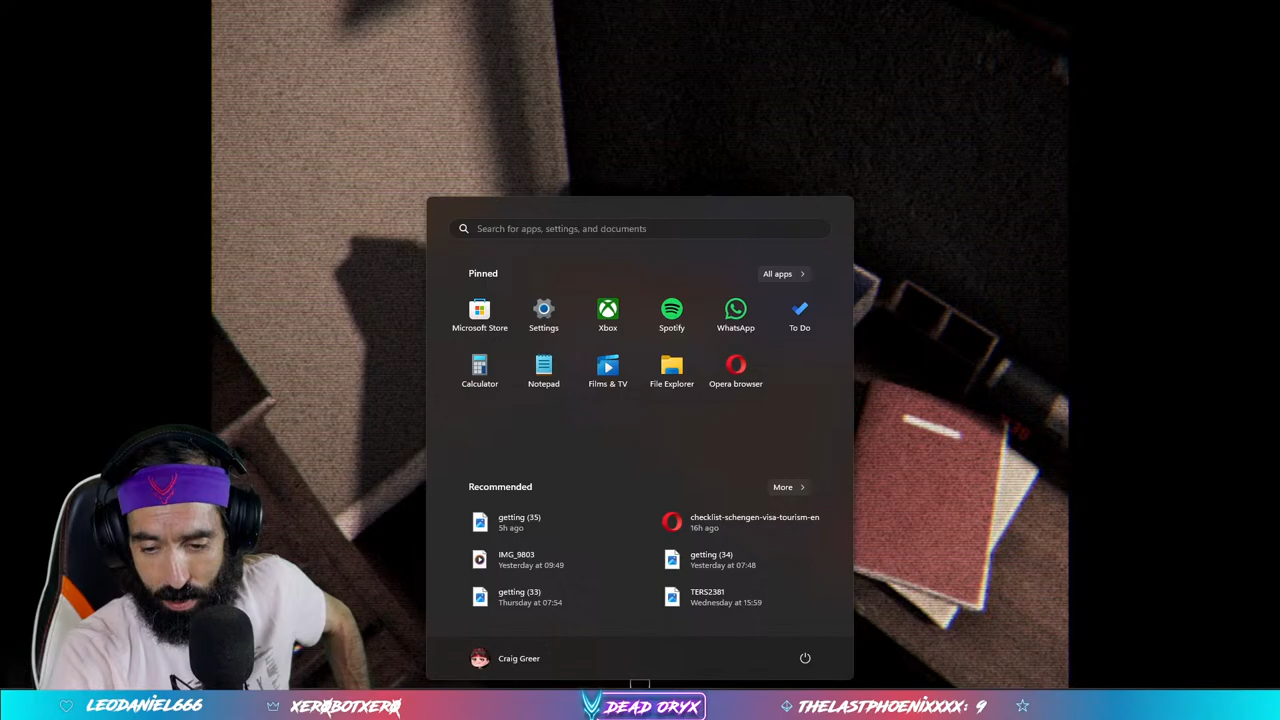 Search for apps, settings, and documents
Pinned
All apps
Microsoft Store
Settings
Xbox
Spotify
WhatsApp
To Do
Calculator
Notepad
Films & TV
File Explorer
Opera browser
Recommended
More
getting (35)
5h ago
checklist-schengen-visa-tourism-en
16h ago
IMG_9803
Yesterday at 09:49
getting (34)
Yesterday at 07:48
getting (33)
Thursday at 07:54
TERS2381
Wednesday at 15:59
Craig Greer
LEODANIEL666
XERØBOTXERØ
DEAD ORYX
THELASTPHOENIXXXX: 9